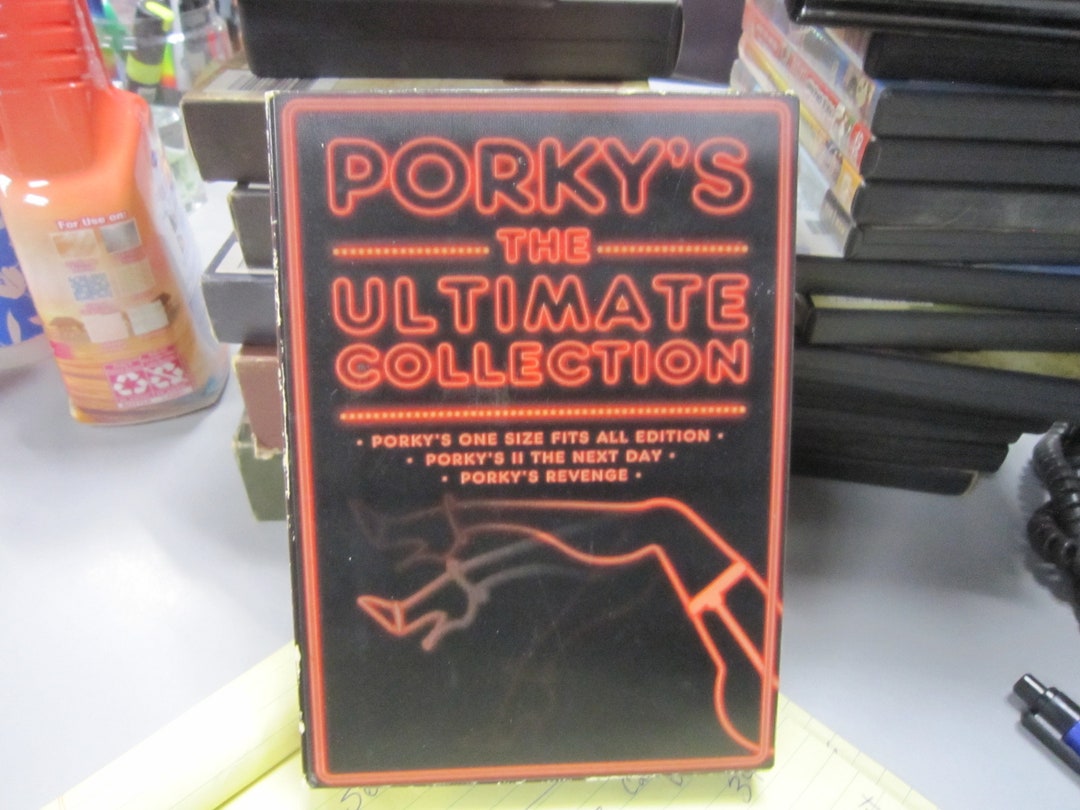 PORKY'S
THE
ULTIMATE
COLLECTION
• PORKY'S ONE SIZE FITS ALL EDITION •
• PORKY'S II THE NEXT DAY •
• PORKY'S REVENGE •
For Use on: